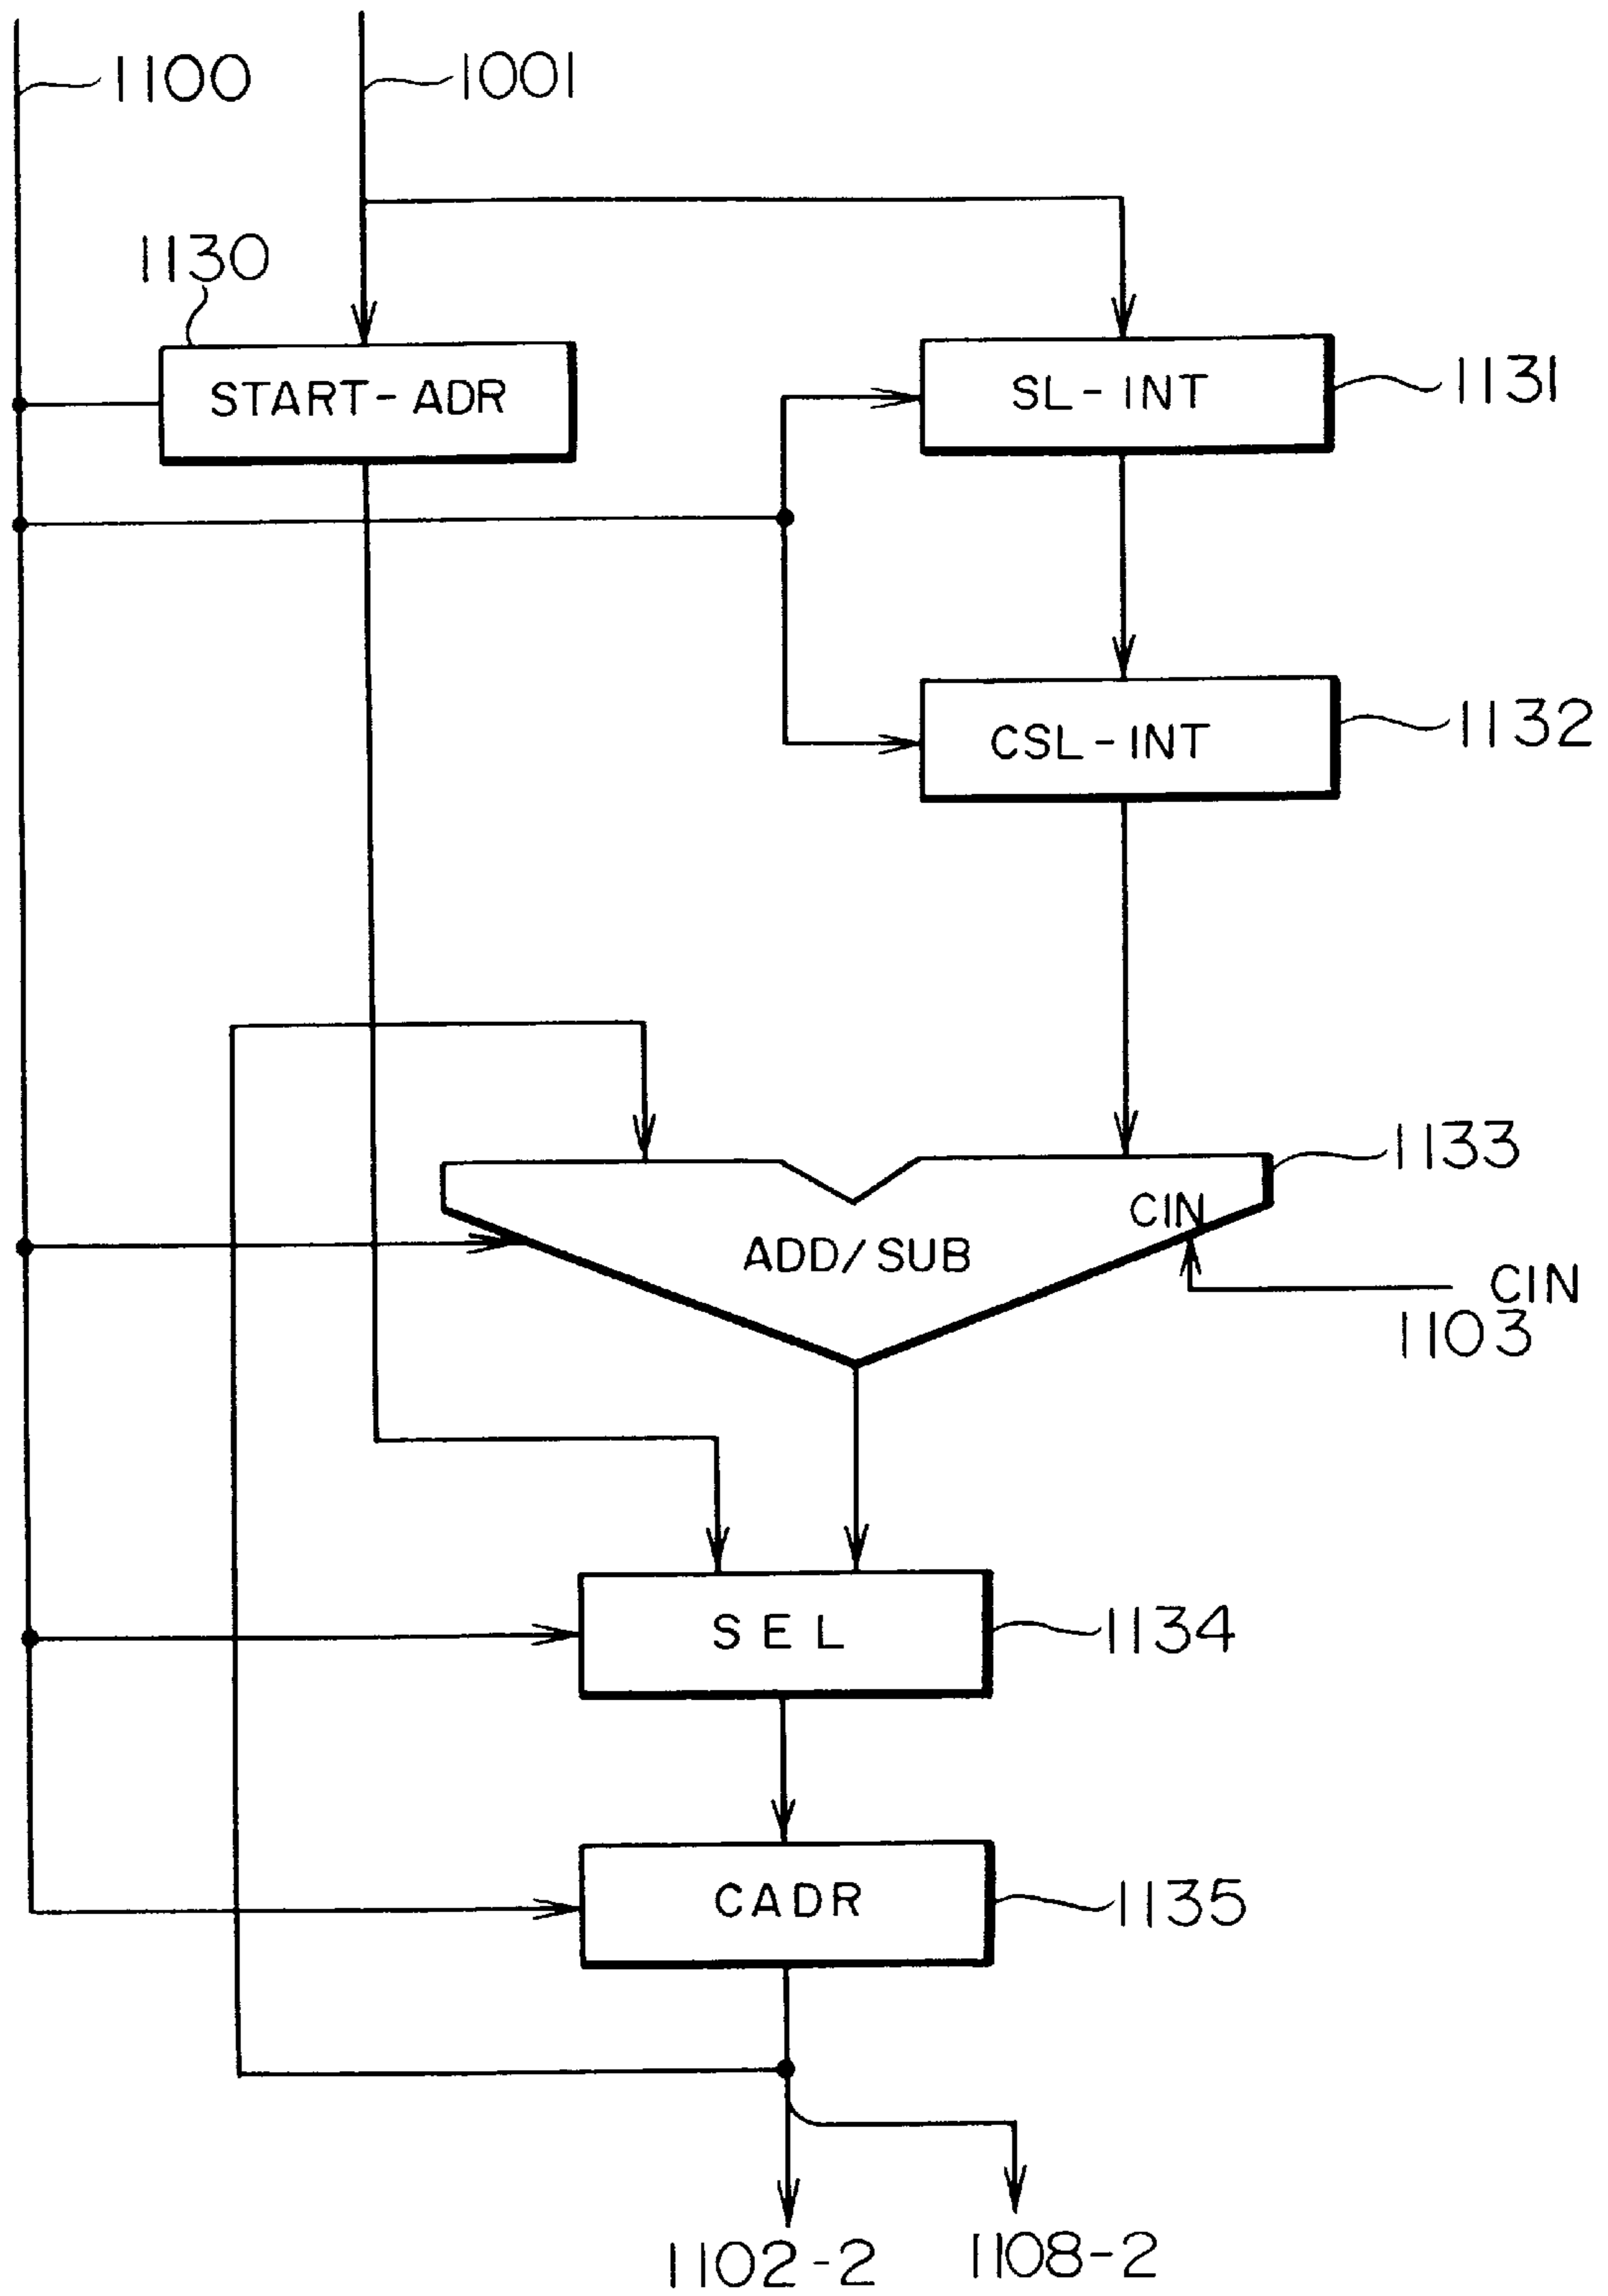 1100
1001
1130
START-ADR
SL-INT
1131
CSL-INT
1132
1133
CIN
ADD/SUB
CIN
1103
SEL
1134
CADR
1135
1102-2
1108-2